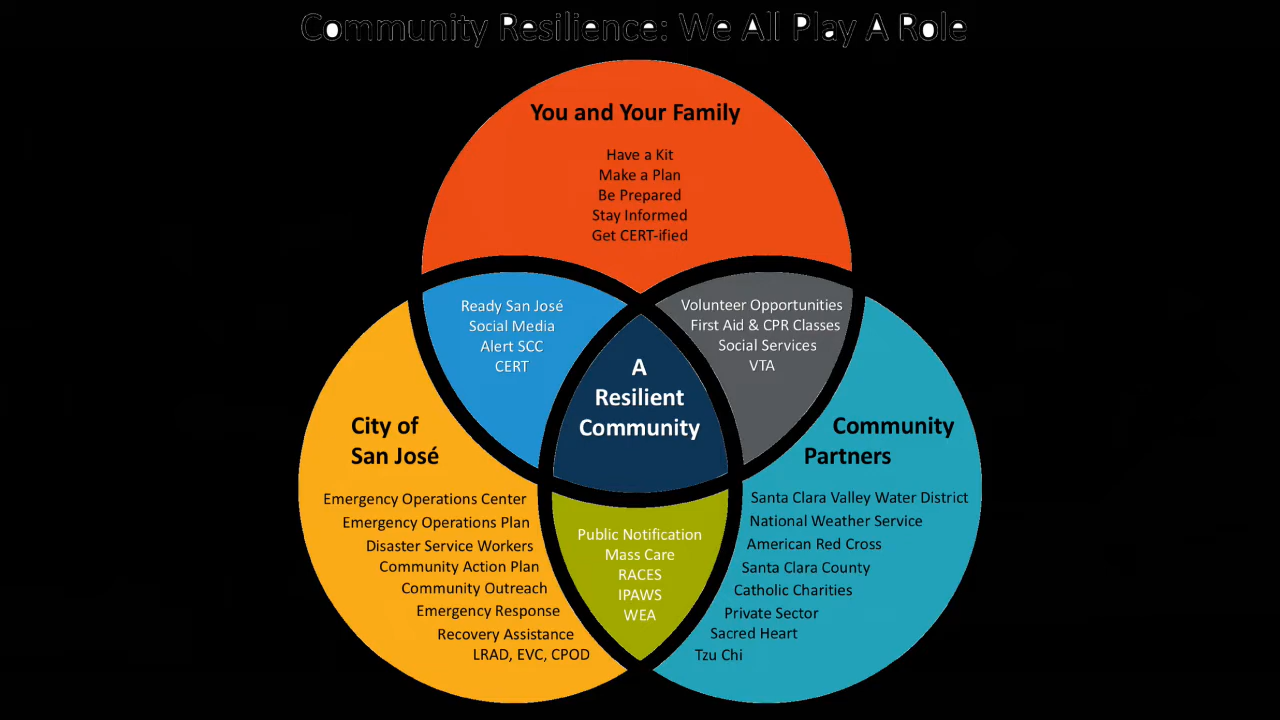 Community Resilience: We All Play A Role
You and Your Family
Have a Kit
Make a Plan
Be Prepared
Stay Informed
Get CERT-ified
Ready San José
Social Media
Alert SCC
CERT
Volunteer Opportunities
First Aid & CPR Classes
Social Services
VTA
A
Resilient
Community
City of
San José
Emergency Operations Center
Emergency Operations Plan
Disaster Service Workers
Community Action Plan
Community Outreach
Emergency Response
Recovery Assistance
LRAD, EVC, CPOD
Public Notification
Mass Care
RACES
IPAWS
WEA
Community
Partners
Santa Clara Valley Water District
National Weather Service
American Red Cross
Santa Clara County
Catholic Charities
Private Sector
Sacred Heart
Tzu Chi